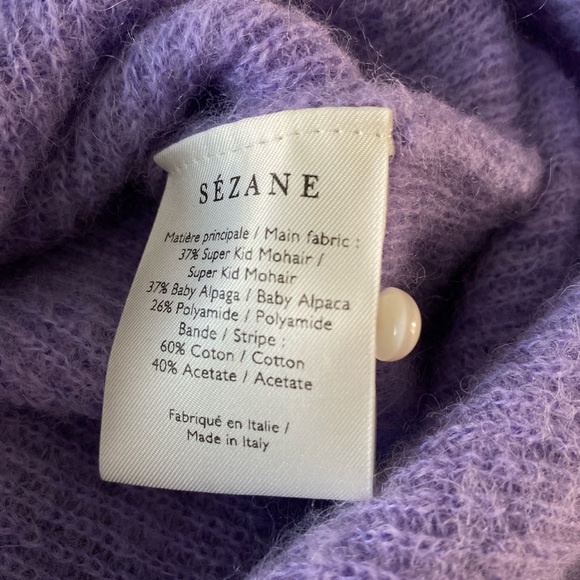 SÉZANE
Matière principale / Main fabric :
37% Super Kid Mohair /
Super Kid Mohair
37% Baby Alpaga / Baby Alpaca
26% Polyamide / Polyamide
Bande / Stripe :
60% Coton / Cotton
40% Acetate / Acetate
Fabriqué en Italie /
Made in Italy